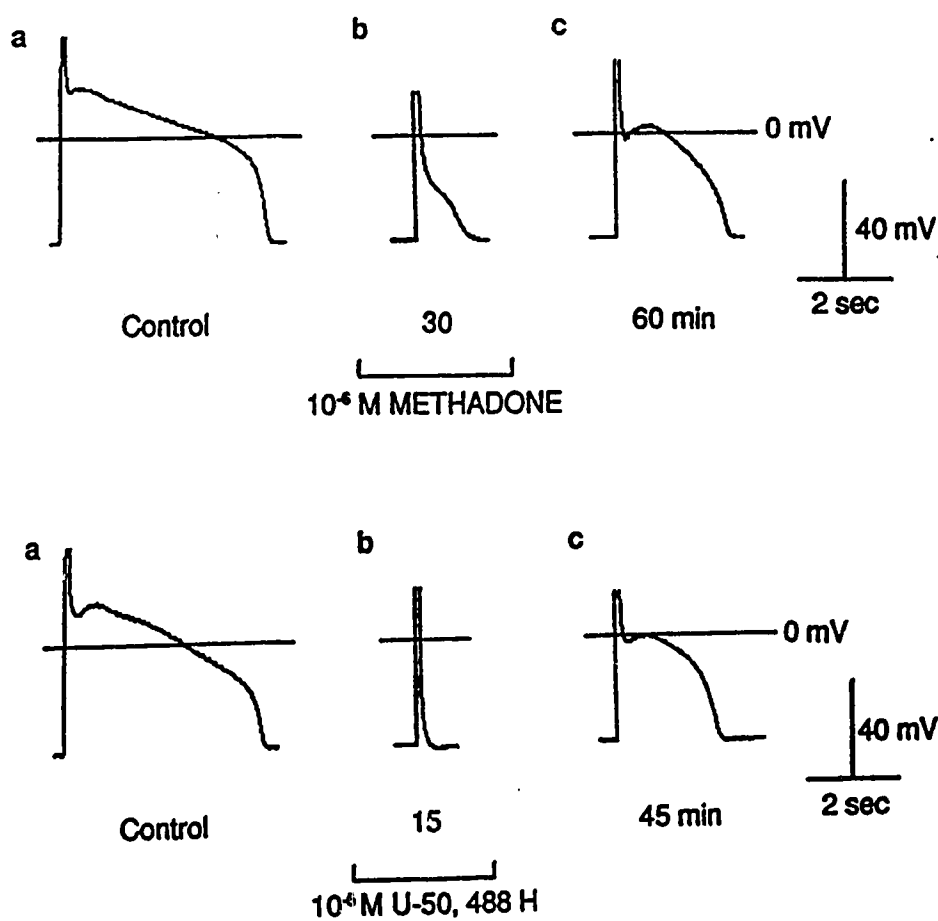 a b c
0 mV
40 mV
2 sec
Control 30 60 min
10⁻⁶ M METHADONE
a b c
0 mV
40 mV
2 sec
Control 15 45 min
10⁻⁶ M U-50, 488 H